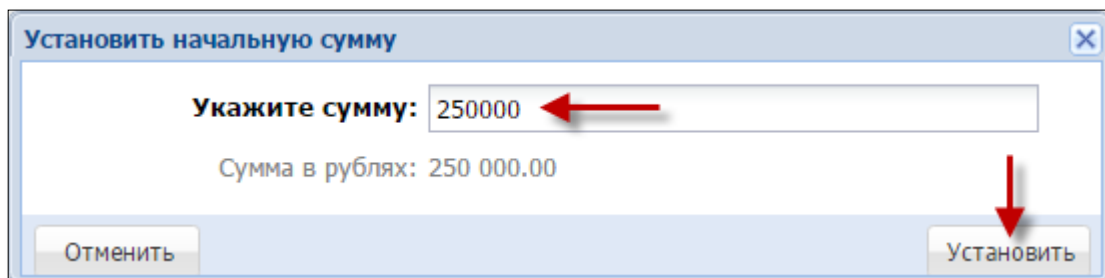 Установить начальную сумму
Укажите сумму: 250000
Сумма в рублях: 250 000.00
Отменить Установить